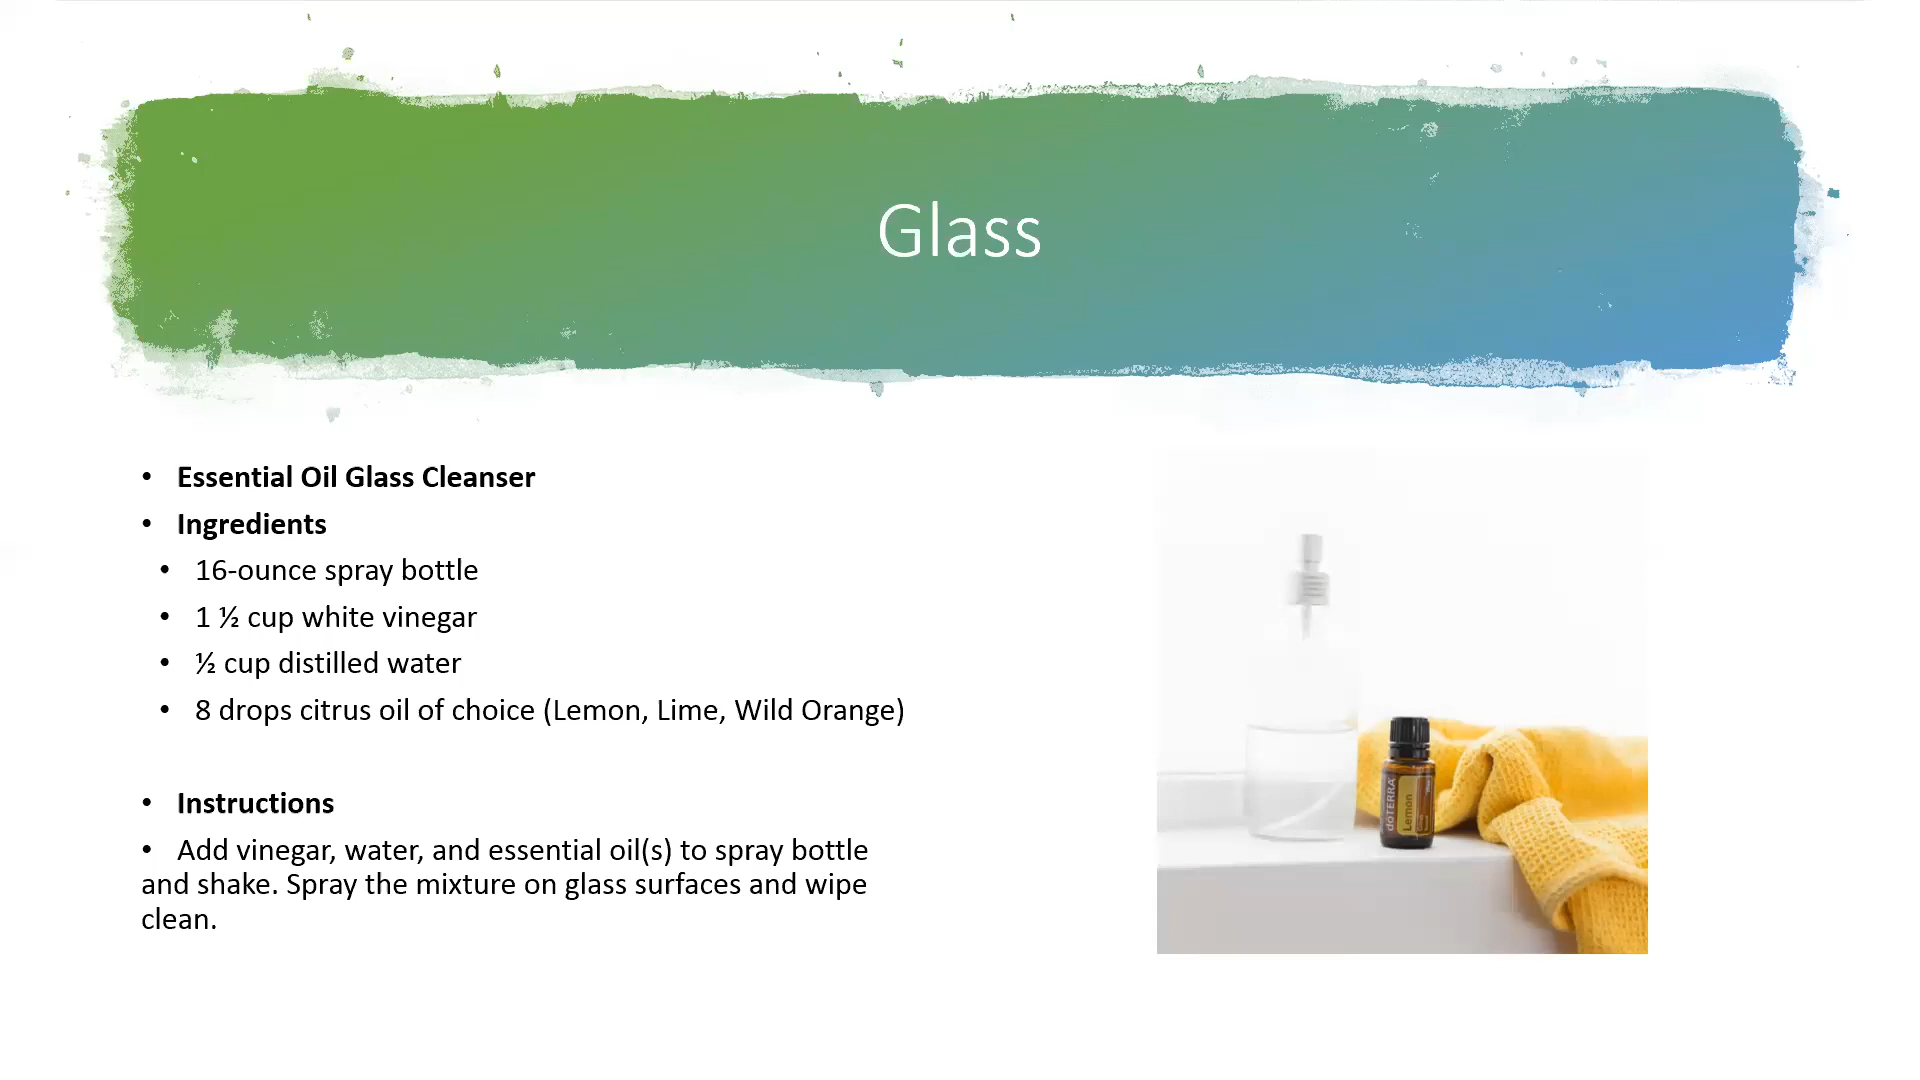 Glass
• Essential Oil Glass Cleanser
• Ingredients
• 16-ounce spray bottle
• 1 ½ cup white vinegar
• ½ cup distilled water
• 8 drops citrus oil of choice (Lemon, Lime, Wild Orange)
• Instructions
• Add vinegar, water, and essential oil(s) to spray bottle
and shake. Spray the mixture on glass surfaces and wipe
clean.
dōTERRA
Lemon